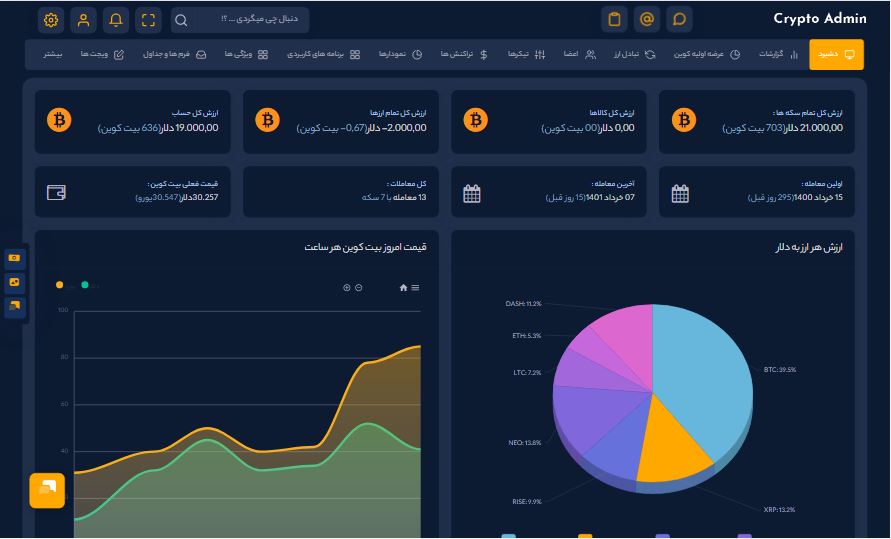 Crypto Admin
دنبال چی میگردی ... ؟!
دشبرد
گزارشات
عرضه اولیه کوین
تبادل ارز
اعضا
تیکرها
تراکنش ها
نمودارها
برنامه های کاربردی
ویژگی ها
فرم ها و جداول
ویجت ها
بیشتر
ارزش کل تمام سکه ها :
21.000,00 دلار(703 بیت کوین)
ارزش کل کالاها
0,00 دلار(00 بیت کوین)
ارزش کل تمام ارزها
2.000,00− دلار(0,67− بیت کوین)
ارزش کل حساب
19.000,00 دلار(636 بیت کوین)
اولین معامله :
15 خرداد 1400(295 روز قبل)
آخرین معامله :
07 خرداد 1401(15 روز قبل)
کل معاملات :
13 معامله با 7 سکه
قیمت فعلی بیت کوین :
30.257دلار(30.547یورو)
ارزش هر ارز به دلار
DASH: 11.2%
ETH: 5.3%
LTC: 7.2%
NEO: 13.8%
RISE: 9.9%
BTC: 39.5%
XRP: 13.2%
قیمت امروز بیت کوین هر ساعت
100
80
60
40